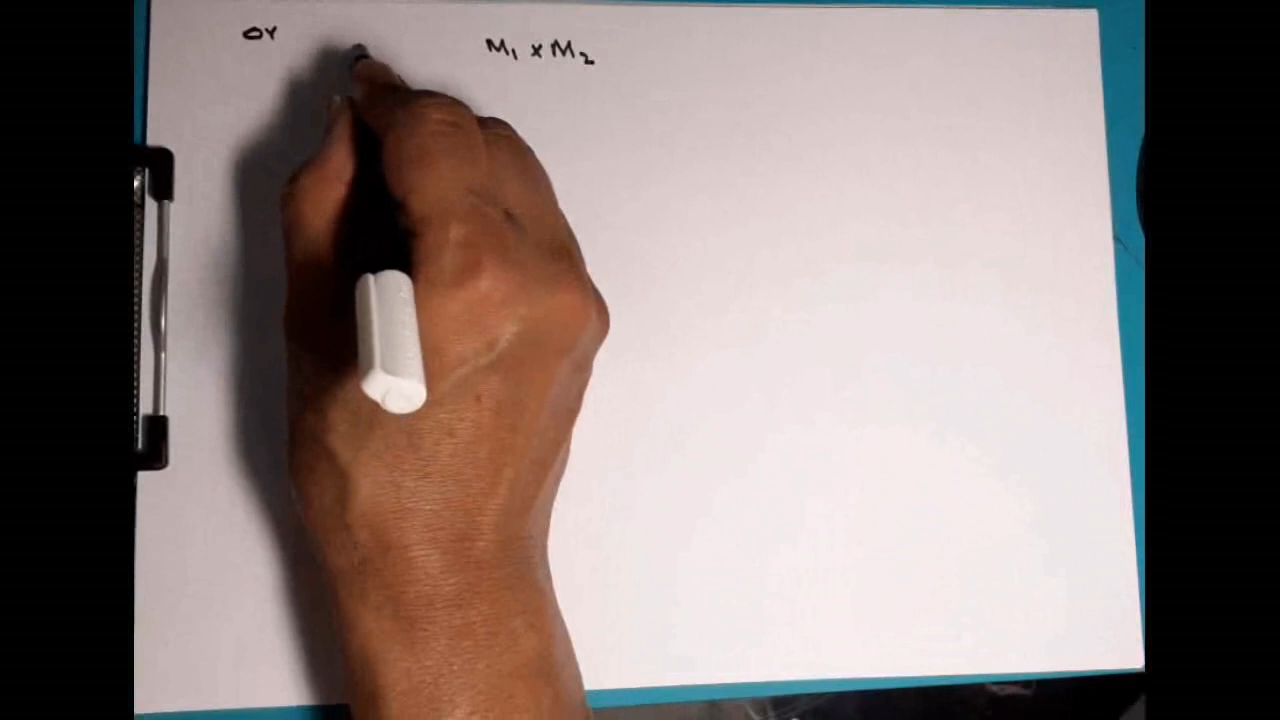 or M₁ × M₂